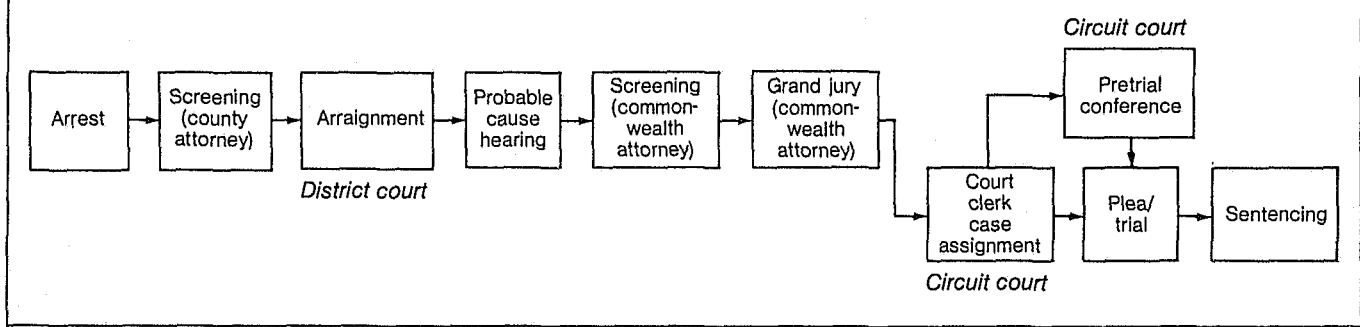 Arrest
Screening
(county
attorney)
Arraignment
District court
Probable
cause
hearing
Screening
(common-
wealth
attorney)
Grand jury
(common-
wealth
attorney)
Court
clerk
case
assignment
Circuit court
Circuit court
Pretrial
conference
Plea/
trial
Sentencing